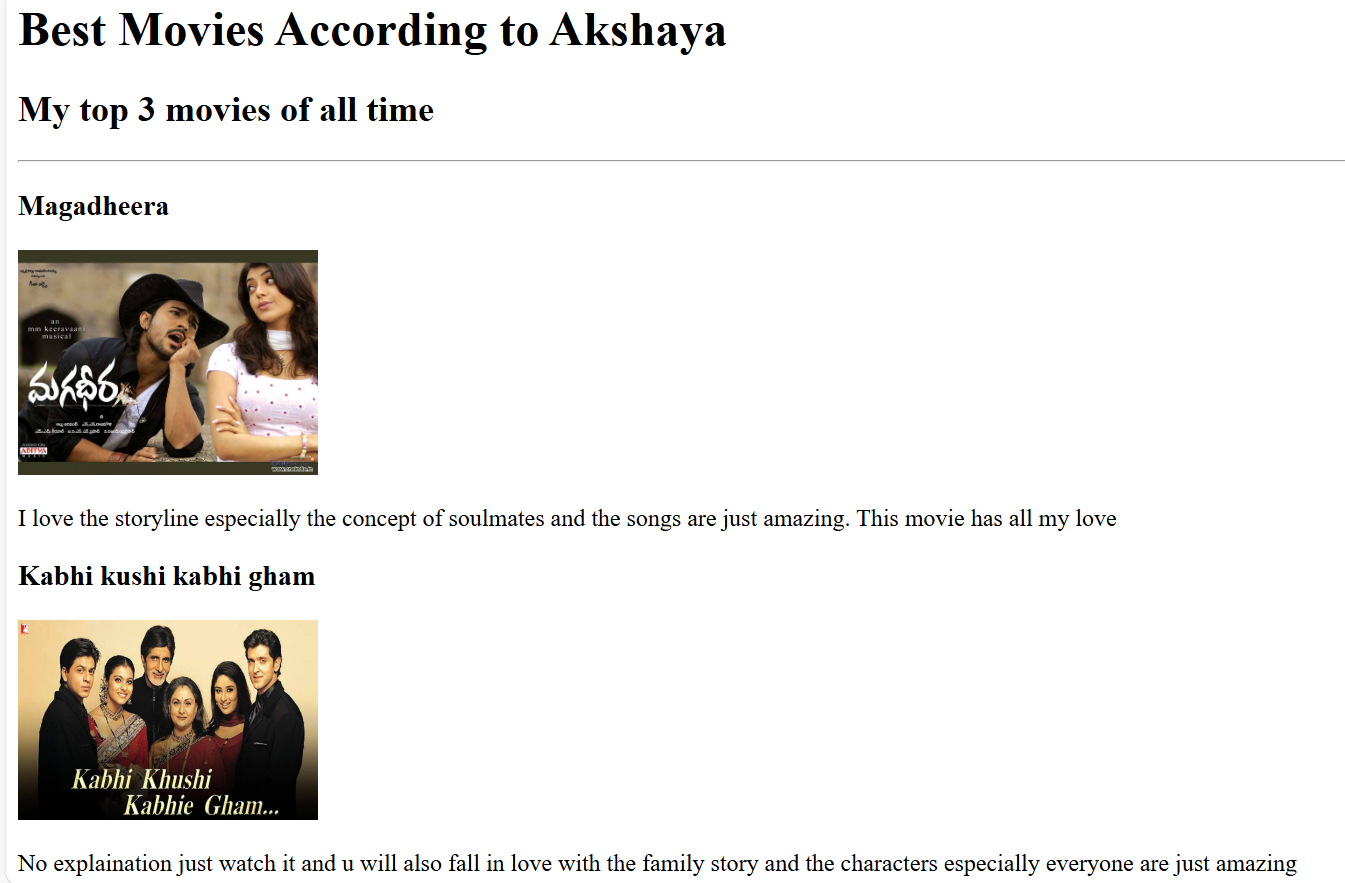 Best Movies According to Akshaya
My top 3 movies of all time
Magadheera
an
mm keeravaani
musical
మగధీర
ADITYA
MUSIC
I love the storyline especially the concept of soulmates and the songs are just amazing. This movie has all my love
Kabhi kushi kabhi gham
Kabhi Khushi
Kabhie Gham...
No explaination just watch it and u will also fall in love with the family story and the characters especially everyone are just amazing